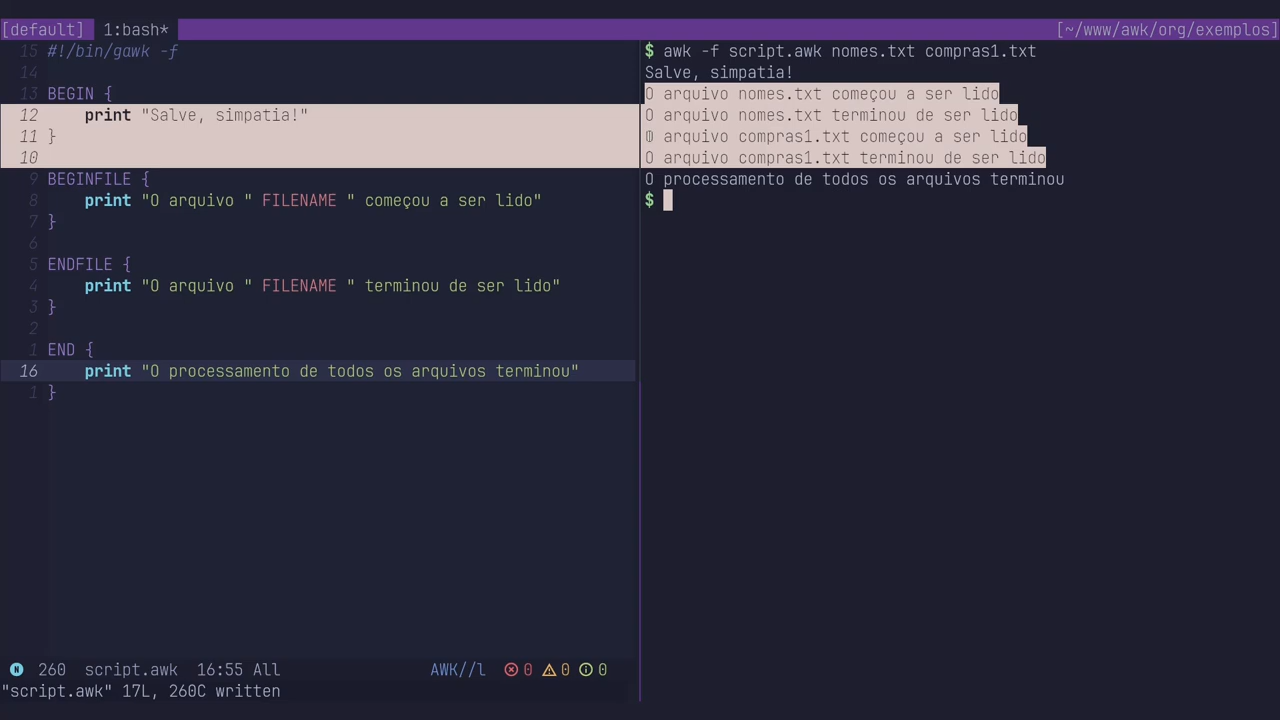 [default] 1:bash* [~/www/awk/org/exemplos]
15 #!/bin/gawk -f
14
13 BEGIN {
12 print "Salve, simpatia!"
11 }
10
9 BEGINFILE {
8 print "O arquivo " FILENAME " começou a ser lido"
7 }
6
5 ENDFILE {
4 print "O arquivo " FILENAME " terminou de ser lido"
3 }
2
1 END {
16 print "O processamento de todos os arquivos terminou"
1 }
N 260 script.awk 16:55 All AWK//l 0 0 0
"script.awk" 17L, 260C written
$ awk -f script.awk nomes.txt compras1.txt
Salve, simpatia!
O arquivo nomes.txt começou a ser lido
O arquivo nomes.txt terminou de ser lido
O arquivo compras1.txt começou a ser lido
O arquivo compras1.txt terminou de ser lido
O processamento de todos os arquivos terminou
$